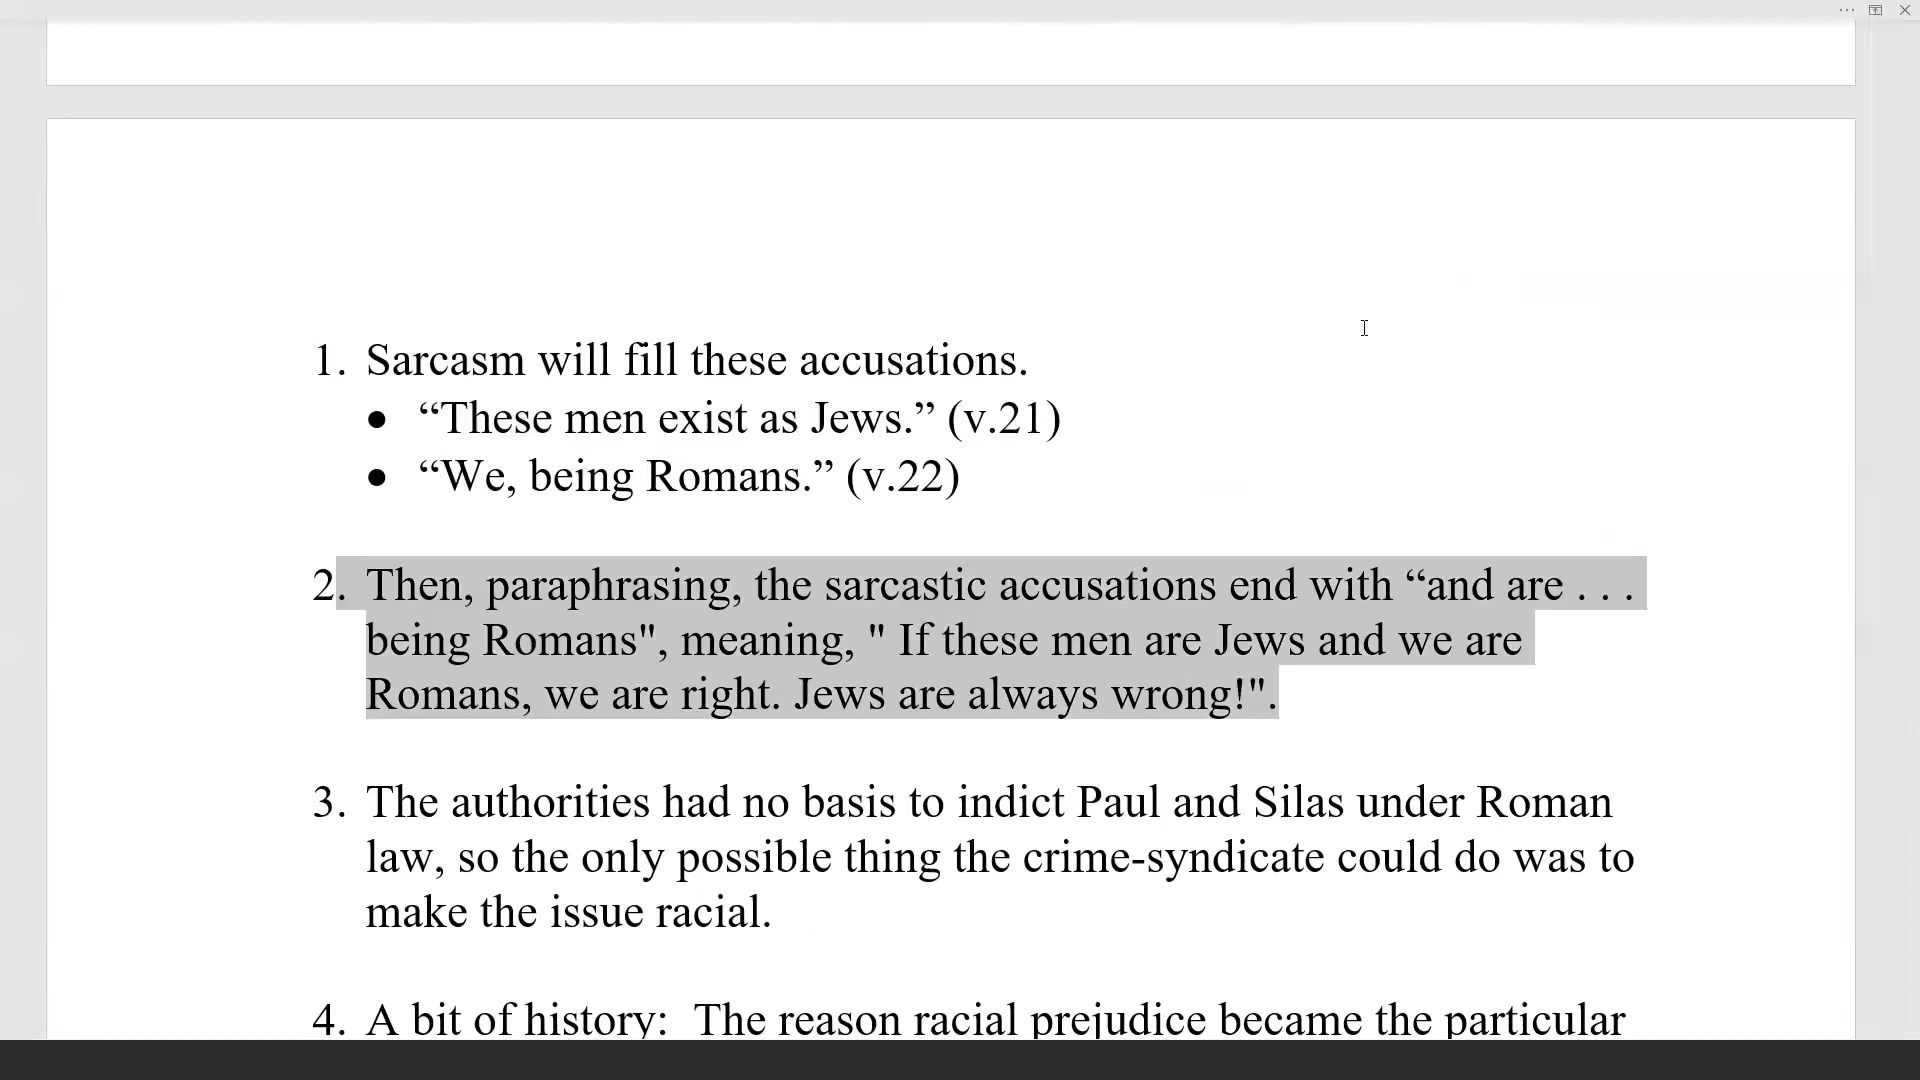 1. Sarcasm will fill these accusations.
• “These men exist as Jews.” (v.21)
• “We, being Romans.” (v.22)
2. Then, paraphrasing, the sarcastic accusations end with “and are . . .
being Romans", meaning, " If these men are Jews and we are
Romans, we are right. Jews are always wrong!".
3. The authorities had no basis to indict Paul and Silas under Roman
law, so the only possible thing the crime-syndicate could do was to
make the issue racial.
4. A bit of history:  The reason racial prejudice became the particular